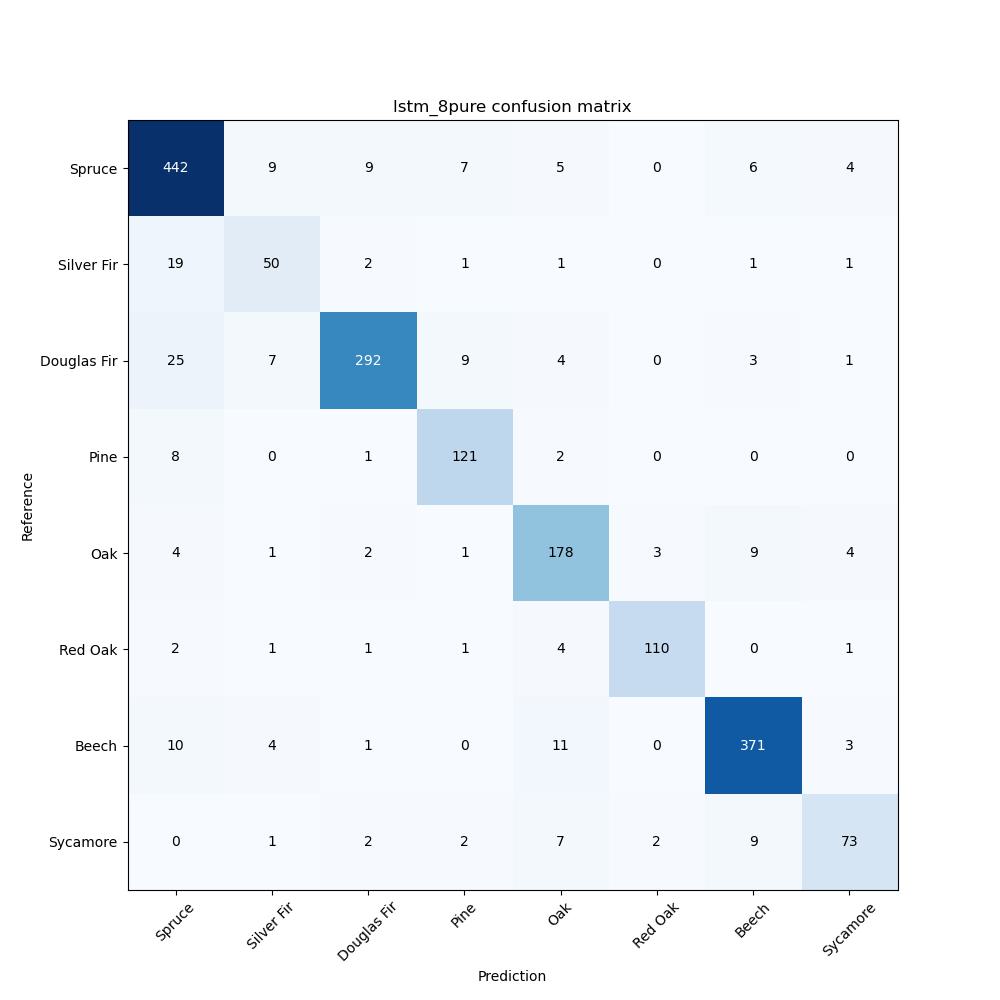 lstm_8pure confusion matrix
Spruce 442 9 9 7 5 0 6 4
Silver Fir 19 50 2 1 1 0 1 1
Douglas Fir 25 7 292 9 4 0 3 1
Pine 8 0 1 121 2 0 0 0
Oak 4 1 2 1 178 3 9 4
Red Oak 2 1 1 1 4 110 0 1
Beech 10 4 1 0 11 0 371 3
Sycamore 0 1 2 2 7 2 9 73
Reference
Spruce Silver Fir Douglas Fir Pine Oak Red Oak Beech Sycamore
Prediction